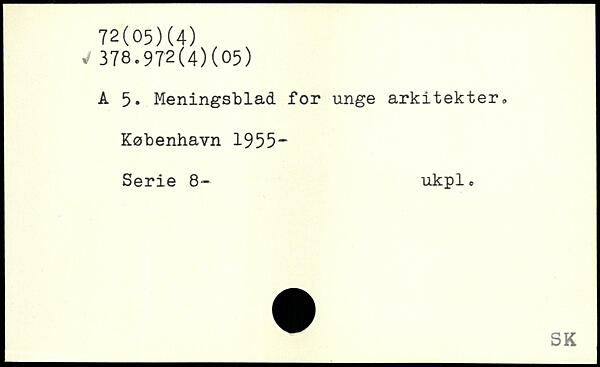 72(05)(4)
✓ 378.972(4)(05)
A 5. Meningsblad for unge arkitekter.
København 1955-
Serie 8-
ukpl.
SK